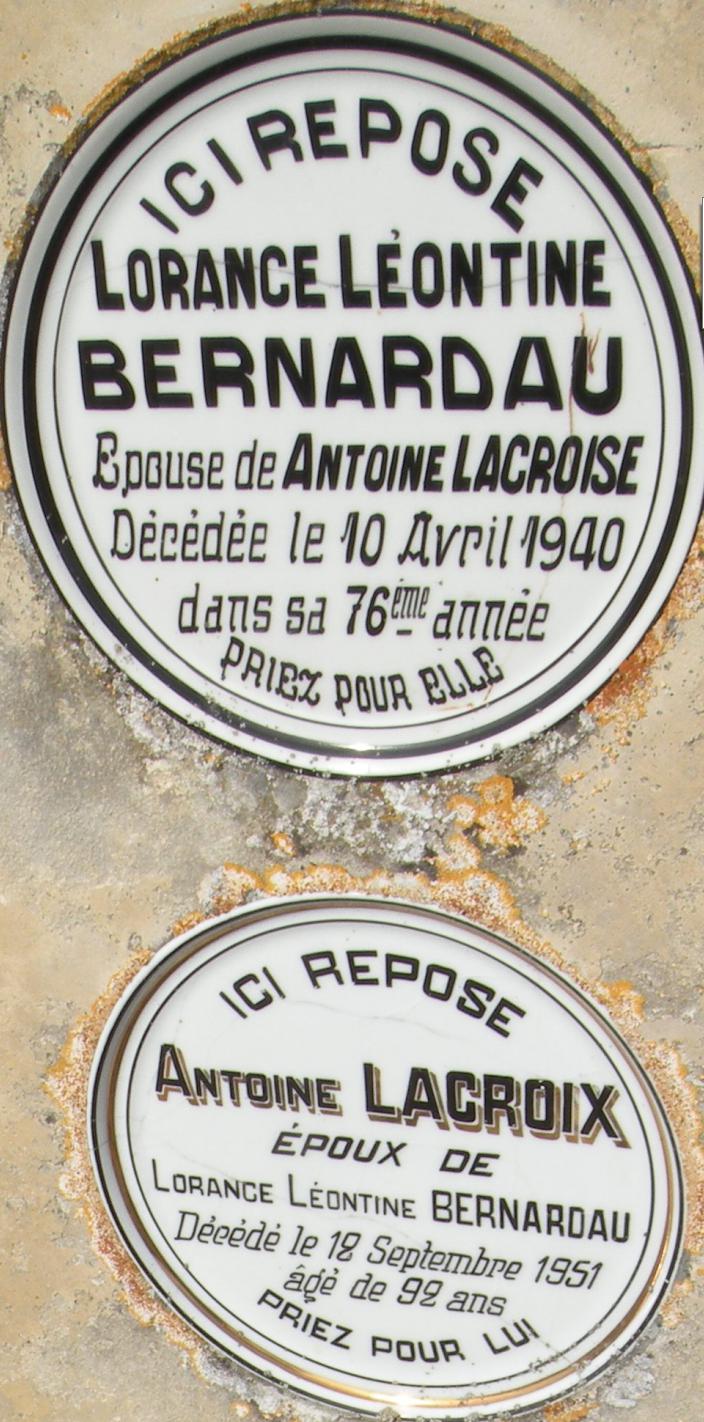 ICI REPOSE
LORANCE LÉONTINE
BERNARDAU
Epouse de ANTOINE LACROISE
Décédée le 10 Avril 1940
dans sa 76ème année
PRIEZ POUR ELLE
ICI REPOSE
ANTOINE LACROIX
ÉPOUX DE
LORANCE LÉONTINE BERNARDAU
Décédé le 12 Septembre 1951
âgé de 92 ans
PRIEZ POUR LUI